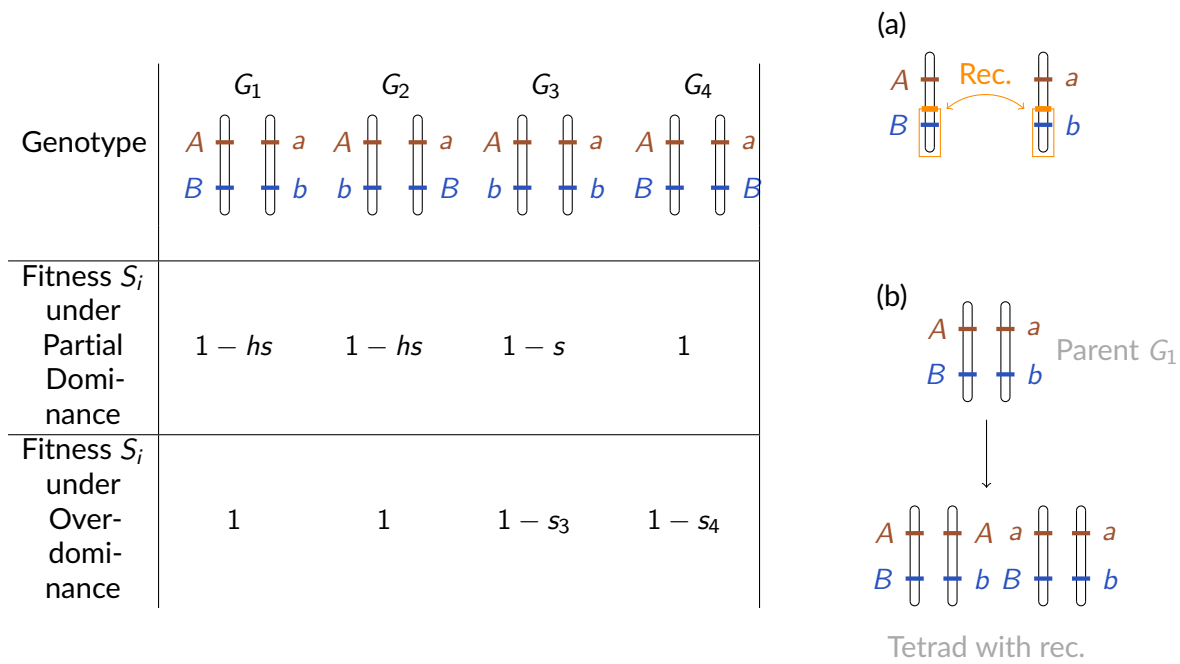 G₁ G₂ G₃ G₄
Genotype
A a A a A a A a
B b b B b b B B
Fitness Sᵢ
under
Partial
Domi-
nance
1 − hs 1 − hs 1 − s 1
Fitness Sᵢ
under
Over-
domi-
nance
1 1 1 − s₃ 1 − s₄
(a)
A Rec. a
B b
(b)
A a
Parent G₁
B b
A A a a
B b B b
Tetrad with rec.